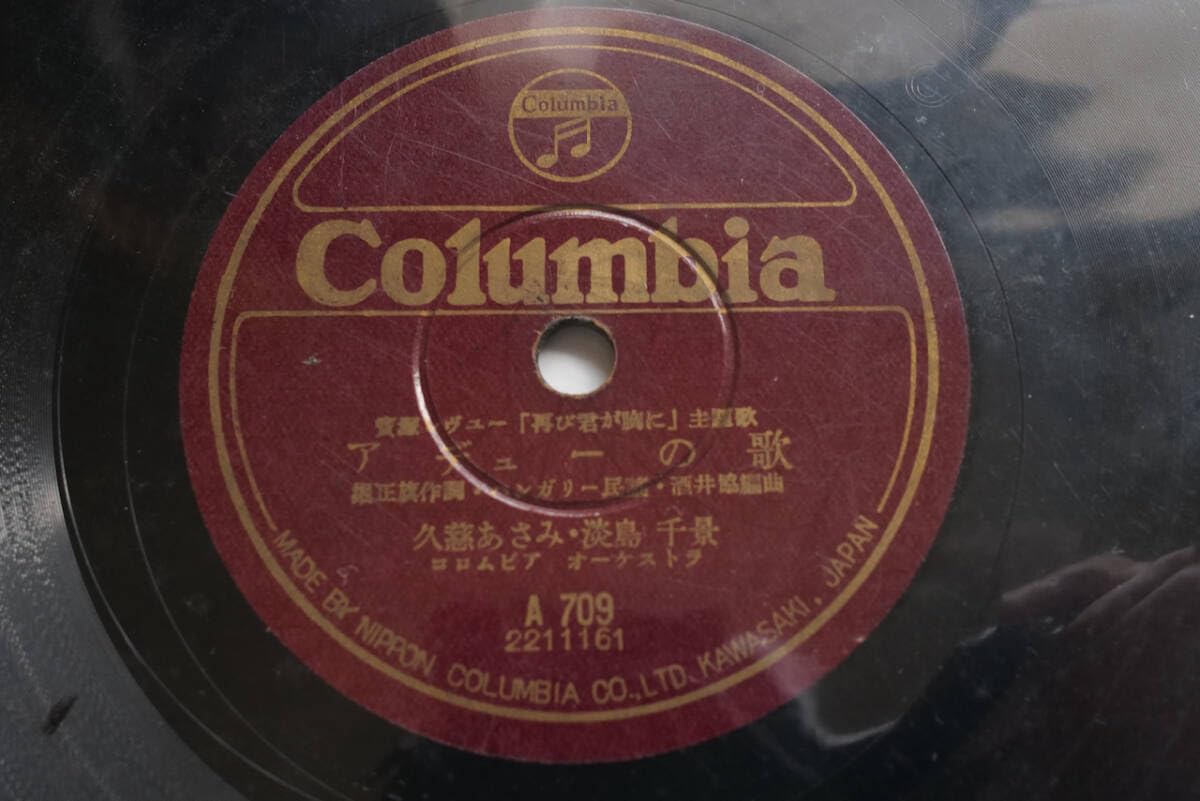 Columbia
Columbia
寳塚レヴュー「再び君が胸に」主題歌
アデューの歌
正旗作詞・ハンガリー民謠・酒井協編曲
久慈あさみ・淡島 千景
コロムビア オーケストラ
A 709
2211161
MADE BY NIPPON COLUMBIA CO., LTD. KAWASAKI, JAPAN